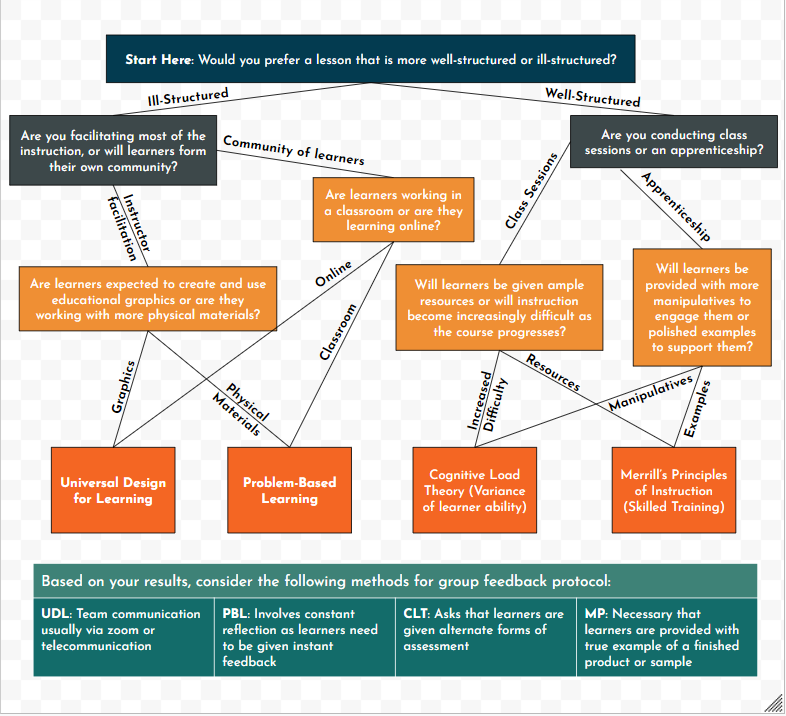 Start Here: Would you prefer a lesson that is more well-structured or ill-structured?
Ill-Structured
Well-Structured
Are you facilitating most of the
instruction, or will learners form
their own community?
Community of learners
Are you conducting class
sessions or an apprenticeship?
Instructor
facilitation
Are learners working in
a classroom or are they
learning online?
Class Sessions
Apprenticeship
Are learners expected to create and use
educational graphics or are they
working with more physical materials?
Online
Classroom
Will learners be given ample
resources or will instruction
become increasingly difficult as
the course progresses?
Will learners be
provided with more
manipulatives to
engage them or
polished examples
to support them?
Graphics
Physical
Materials
Increased
Difficulty
Resources
Manipulatives
Examples
Universal Design
for Learning
Problem-Based
Learning
Cognitive Load
Theory (Variance
of learner ability)
Merrill's Principles
of Instruction
(Skilled Training)
Based on your results, consider the following methods for group feedback protocol:
UDL: Team communication
usually via zoom or
telecommunication
PBL: Involves constant
reflection as learners need
to be given instant
feedback
CLT: Asks that learners are
given alternate forms of
assessment
MP: Necessary that
learners are provided with
true example of a finished
product or sample